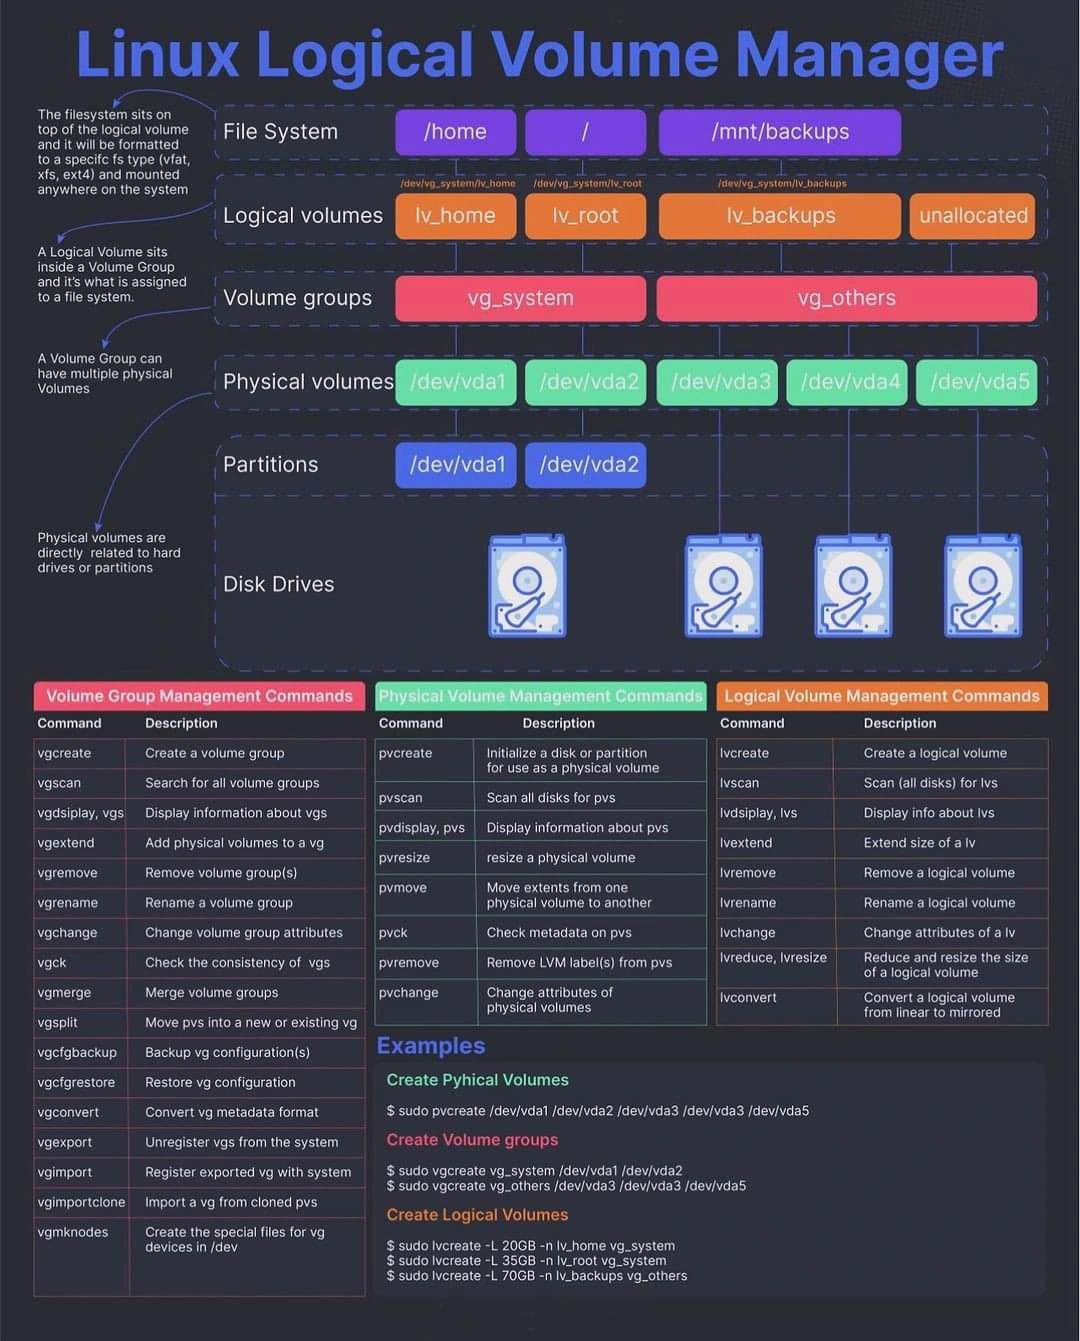 Linux Logical Volume Manager
The filesystem sits on
top of the logical volume
and it will be formatted
to a specifc fs type (vfat,
xfs, ext4) and mounted
anywhere on the system
A Logical Volume sits
inside a Volume Group
and it's what is assigned
to a file system.
A Volume Group can
have multiple physical
Volumes
Physical volumes are
directly related to hard
drives or partitions
File System /home / /mnt/backups
/dev/vg_system/lv_home /dev/vg_system/lv_root /dev/vg_system/lv_backups
Logical volumes lv_home lv_root lv_backups unallocated
Volume groups vg_system vg_others
Physical volumes /dev/vda1 /dev/vda2 /dev/vda3 /dev/vda4 /dev/vda5
Partitions /dev/vda1 /dev/vda2
Disk Drives
Volume Group Management Commands
Command Description
vgcreate Create a volume group
vgscan Search for all volume groups
vgdsiplay, vgs Display information about vgs
vgextend Add physical volumes to a vg
vgremove Remove volume group(s)
vgrename Rename a volume group
vgchange Change volume group attributes
vgck Check the consistency of vgs
vgmerge Merge volume groups
vgsplit Move pvs into a new or existing vg
vgcfgbackup Backup vg configuration(s)
vgcfgrestore Restore vg configuration
vgconvert Convert vg metadata format
vgexport Unregister vgs from the system
vgimport Register exported vg with system
vgimportclone Import a vg from cloned pvs
vgmknodes Create the special files for vg
devices in /dev
Physical Volume Management Commands
Command Description
pvcreate Initialize a disk or partition
for use as a physical volume
pvscan Scan all disks for pvs
pvdisplay, pvs Display information about pvs
pvresize resize a physical volume
pvmove Move extents from one
physical volume to another
pvck Check metadata on pvs
pvremove Remove LVM label(s) from pvs
pvchange Change attributes of
physical volumes
Logical Volume Management Commands
Command Description
lvcreate Create a logical volume
lvscan Scan (all disks) for lvs
lvdsiplay, lvs Display info about lvs
lvextend Extend size of a lv
lvremove Remove a logical volume
lvrename Rename a logical volume
lvchange Change attributes of a lv
lvreduce, lvresize Reduce and resize the size
of a logical volume
lvconvert Convert a logical volume
from linear to mirrored
Examples
Create Pyhical Volumes
$ sudo pvcreate /dev/vda1 /dev/vda2 /dev/vda3 /dev/vda3 /dev/vda5
Create Volume groups
$ sudo vgcreate vg_system /dev/vda1 /dev/vda2
$ sudo vgcreate vg_others /dev/vda3 /dev/vda3 /dev/vda5
Create Logical Volumes
$ sudo lvcreate -L 20GB -n lv_home vg_system
$ sudo lvcreate -L 35GB -n lv_root vg_system
$ sudo lvcreate -L 70GB -n lv_backups vg_others